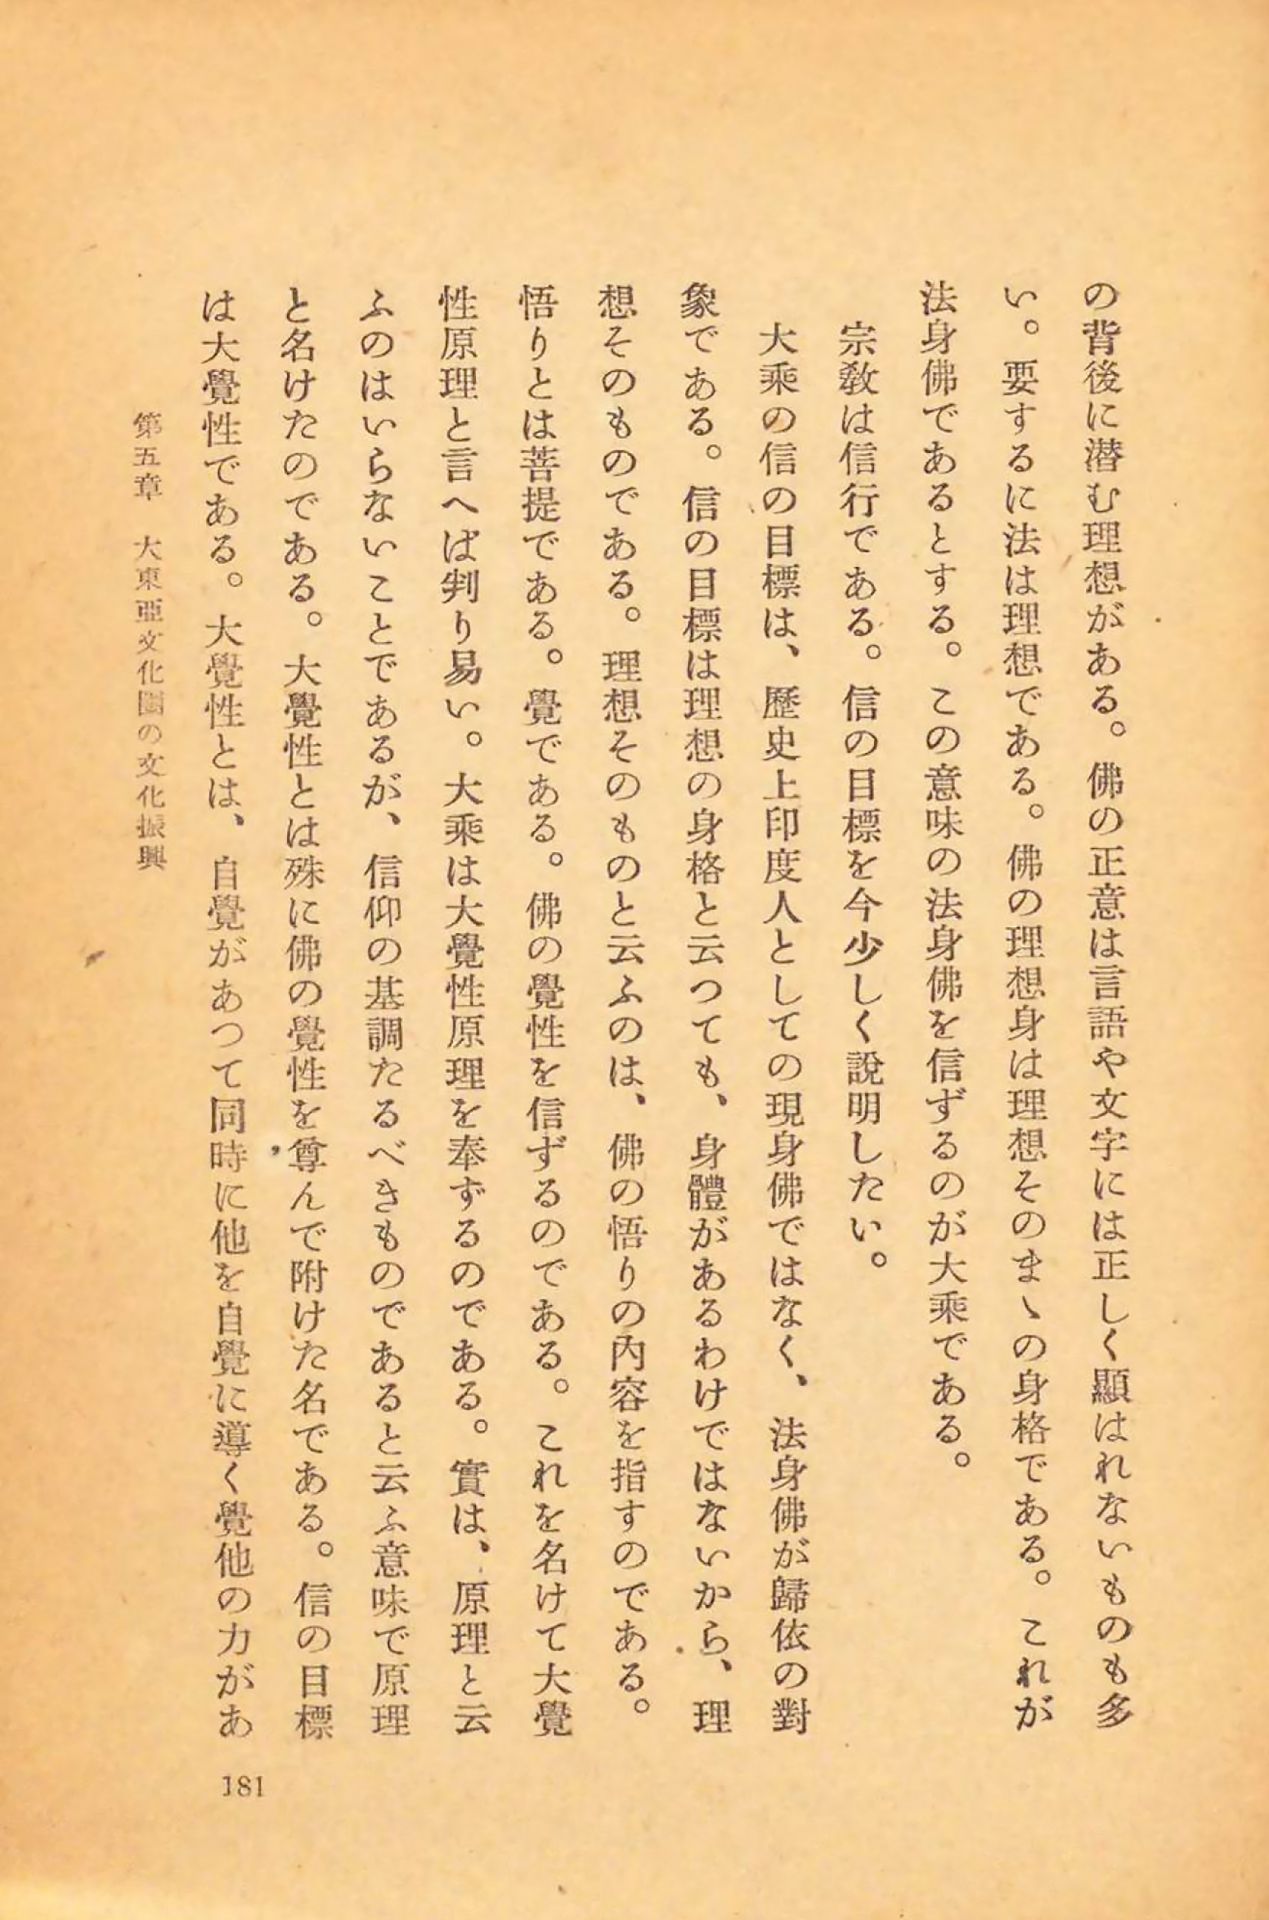 の背後に潜む理想がある。佛の正意は言語や文字には正しく顯はれないものも多
い。要するに法は理想である。佛の理想身は理想そのまゝの身格である。これが
法身佛であるとする。この意味の法身佛を信ずるのが大乘である。
宗敎は信行である。信の目標を今少しく說明したい。
大乘の信の目標は、歷史上印度人としての現身佛ではなく、法身佛が歸依の對
象である。信の目標は理想の身格と云つても、身體があるわけではないから、理
想そのものである。理想そのものと云ふのは、佛の悟りの內容を指すのである。
悟りとは菩提である。覺である。佛の覺性を信ずるのである。これを名けて大覺
性原理と言へば判り易い。大乘は大覺性原理を奉ずるのである。實は、原理と云
ふのはいらないことであるが、信仰の基調たるべきものであると云ふ意味で原理
と名けたのである。大覺性とは殊に佛の覺性を尊んで附けた名である。信の目標
は大覺性である。大覺性とは、自覺があつて同時に他を自覺に導く覺他の力があ
第五章　大東亞文化圈の文化振興
181